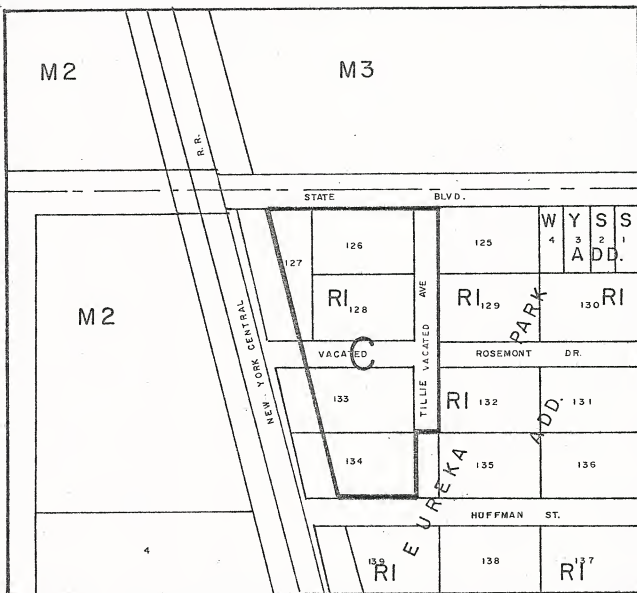 M2
M3
R. R.
STATE BLVD.
W Y S S
4 3 2 1
ADD.
127
126
125
M2
RI 128
TILLIE VACATED AVE
RI 129
PARK
130 RI
NEW YORK CENTRAL
VACATED
C
ROSEMONT DR.
133
RI 132
131
ADD.
134
EUREKA
135
136
HUFFMAN ST.
4
139
RI
138
137
RI